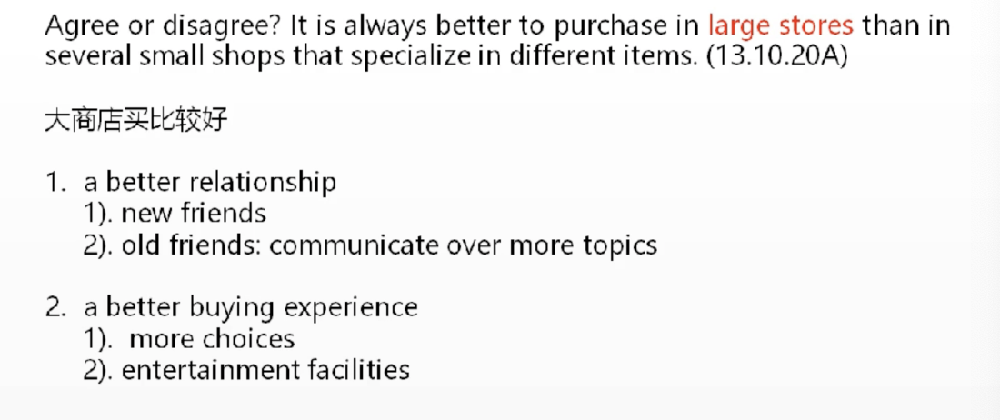 Agree or disagree? It is always better to purchase in large stores than in
several small shops that specialize in different items. (13.10.20A)
大商店买比较好
1. a better relationship
1). new friends
2). old friends: communicate over more topics
2. a better buying experience
1). more choices
2). entertainment facilities